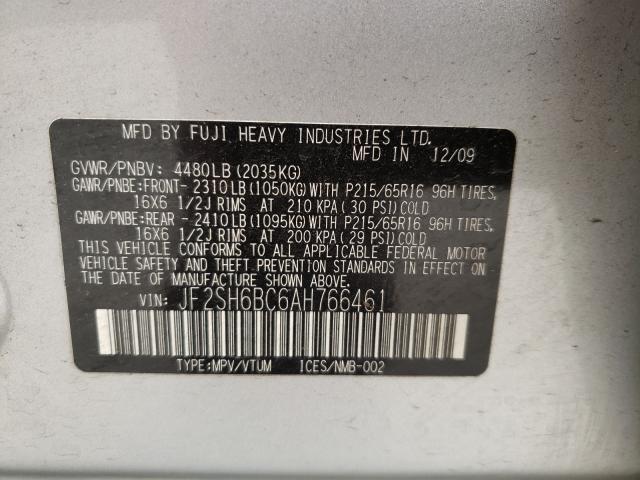 MFD BY FUJI HEAVY INDUSTRIES LTD.
MFD IN 12/09
GVWR/PNBV: 4480LB(2035KG)
GAWR/PNBE:FRONT- 2310LB(1050KG)WITH P215/65R16 96H TIRES,
16X6 1/2J RIMS AT 210 KPA(30 PSI)COLD
GAWR/PNBE:REAR -2410LB(1095KG)WITH P215/65R16 96H TIRES,
16X6 1/2J RIMS AT 200 KPA(29 PSI)COLD
THIS VEHICLE CONFORMS TO ALL APPLICABLE FEDERAL MOTOR
VEHICLE SAFETY AND THEFT PREVENTION STANDARDS IN EFFECT ON
THE DATE OF MANUFACTURE SHOWN ABOVE.
VIN: JF2SH6BC6AH766461
TYPE:MPV/VTUM ICES/NMB-002